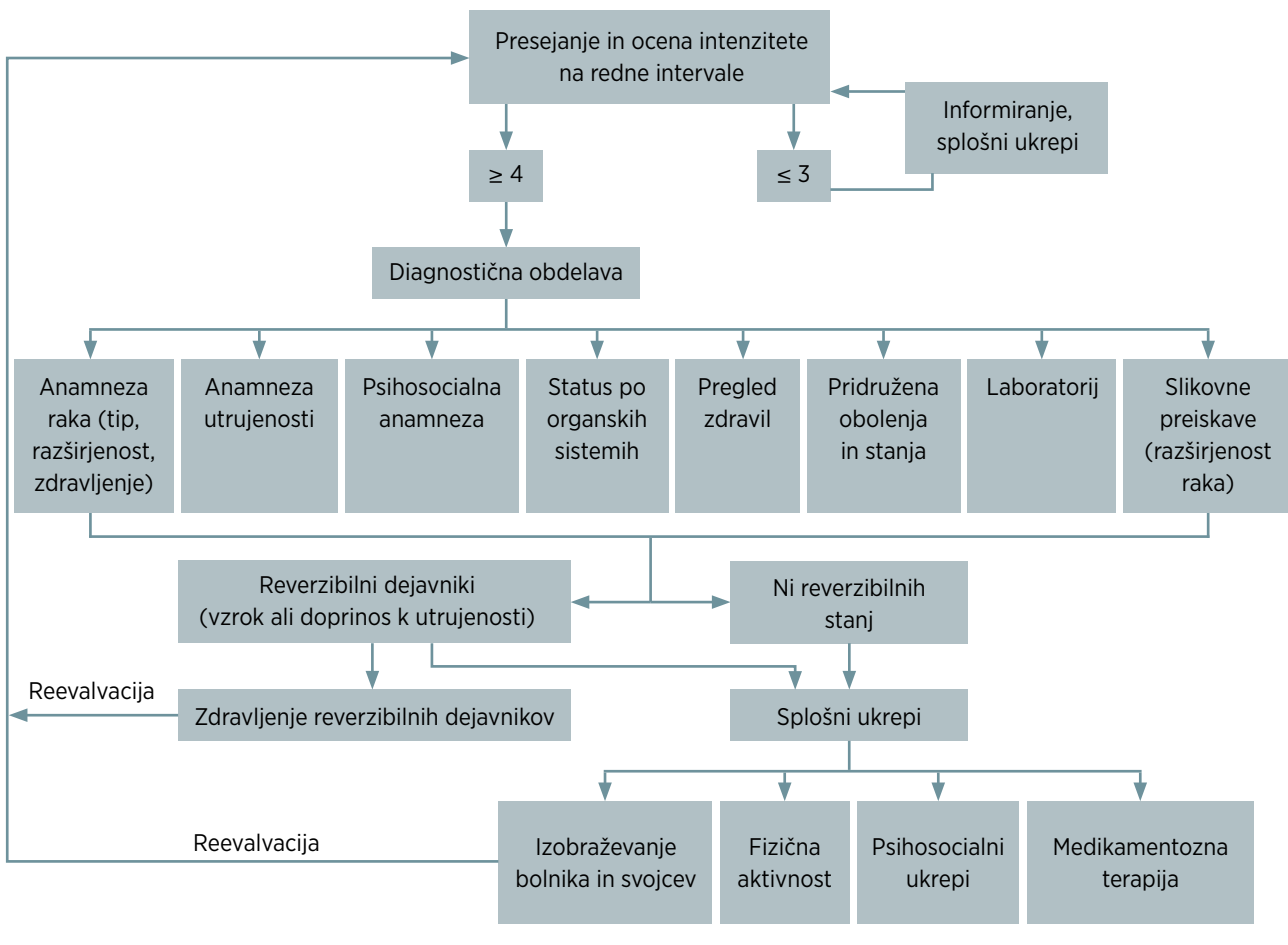 Presejanje in ocena intenzitete
na redne intervale
Informiranje,
splošni ukrepi
≥ 4
≤ 3
Diagnostična obdelava
Anamneza
raka (tip,
razširjenost,
zdravljenje)
Anamneza
utrujenosti
Psihosocialna
anamneza
Status po
organskih
sistemih
Pregled
zdravil
Pridružena
obolenja
in stanja
Laboratorij
Slikovne
preiskave
(razširjenost
raka)
Reverzibilni dejavniki
(vzrok ali doprinos k utrujenosti)
Ni reverzibilnih
stanj
Reevalvacija
Zdravljenje reverzibilnih dejavnikov
Splošni ukrepi
Reevalvacija
Izobraževanje
bolnika in svojcev
Fizična
aktivnost
Psihosocialni
ukrepi
Medikamentozna
terapija